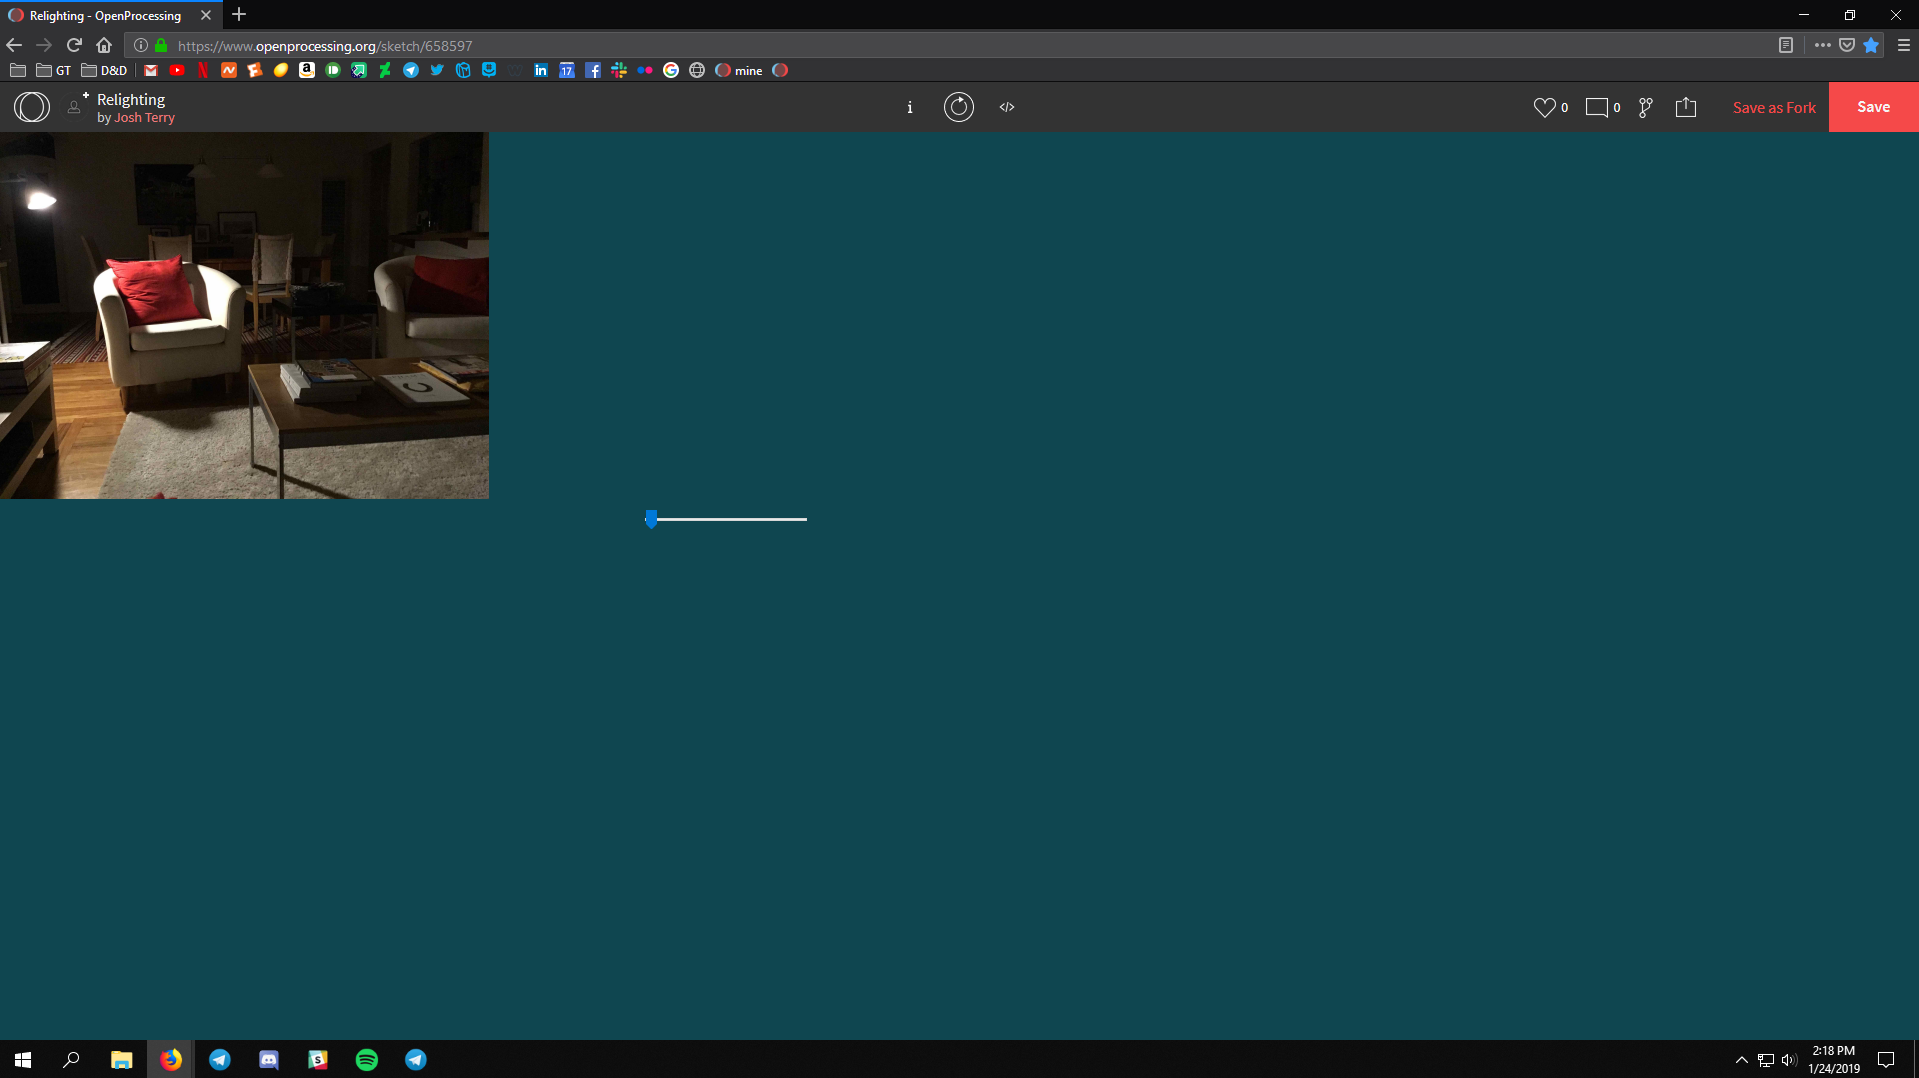 Relighting - OpenProcessing
https://www.openprocessing.org/sketch/658597
GT
D&D
17
mine
Relighting
by Josh Terry
i
</>
0
0
Save as Fork
Save
2:18 PM
1/24/2019